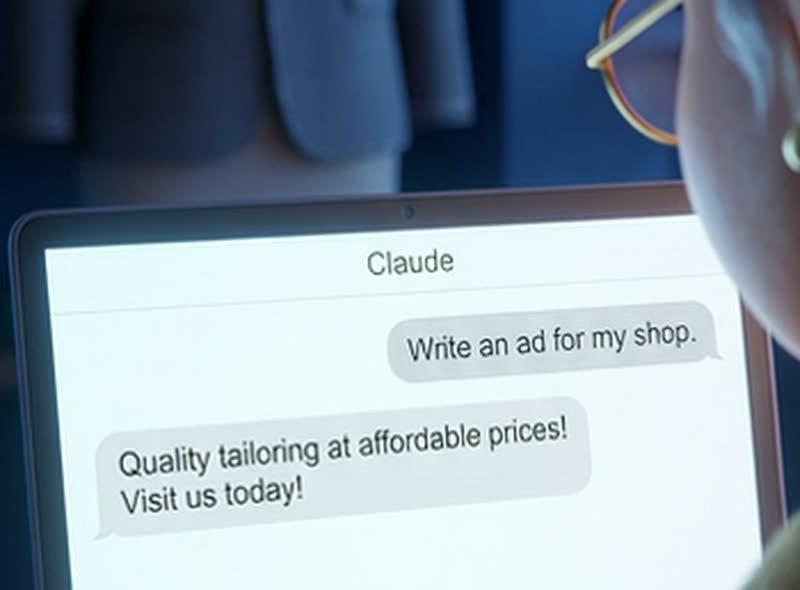 Claude
Write an ad for my shop.
Quality tailoring at affordable prices!
Visit us today!